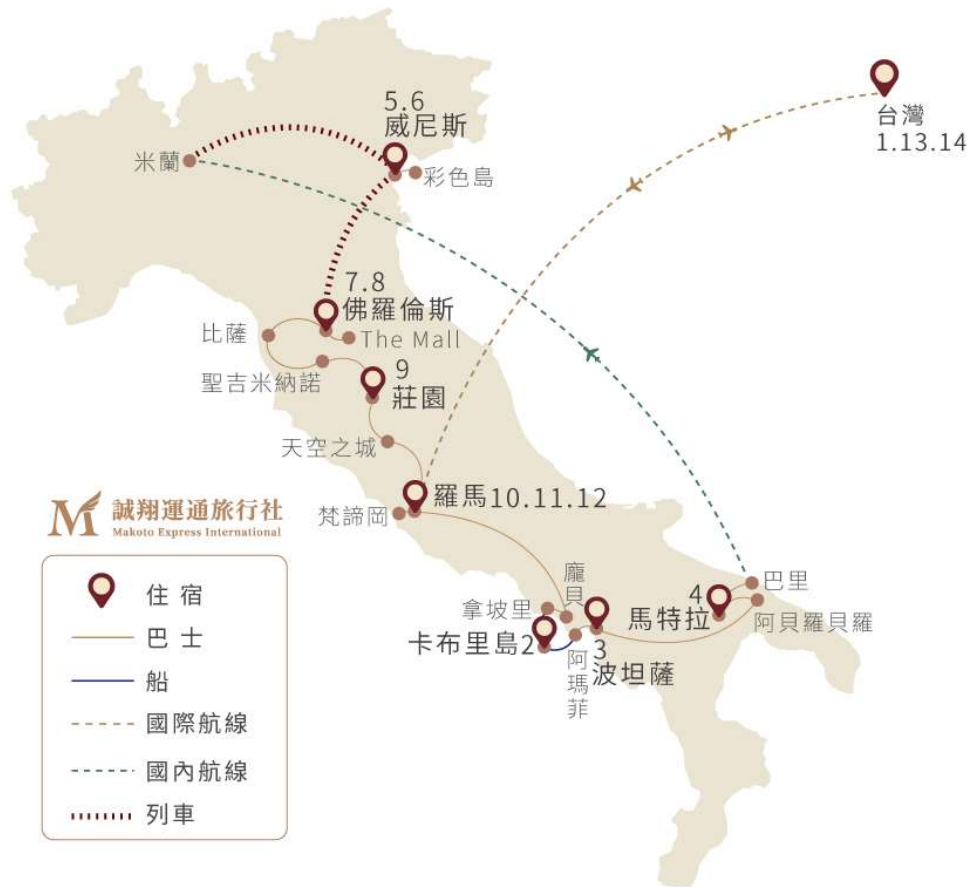 5.6
威尼斯
米蘭
彩色島
台灣
1.13.14
7.8
佛羅倫斯
比薩
The Mall
聖吉米納諾
9
莊園
天空之城
羅馬10.11.12
梵諦岡
龐貝
拿坡里
巴里
4
馬特拉
阿貝羅貝羅
卡布里島2
3
波坦薩
阿瑪菲
誠翔運通旅行社
Makoto Express International
住宿
巴士
船
國際航線
國內航線
列車